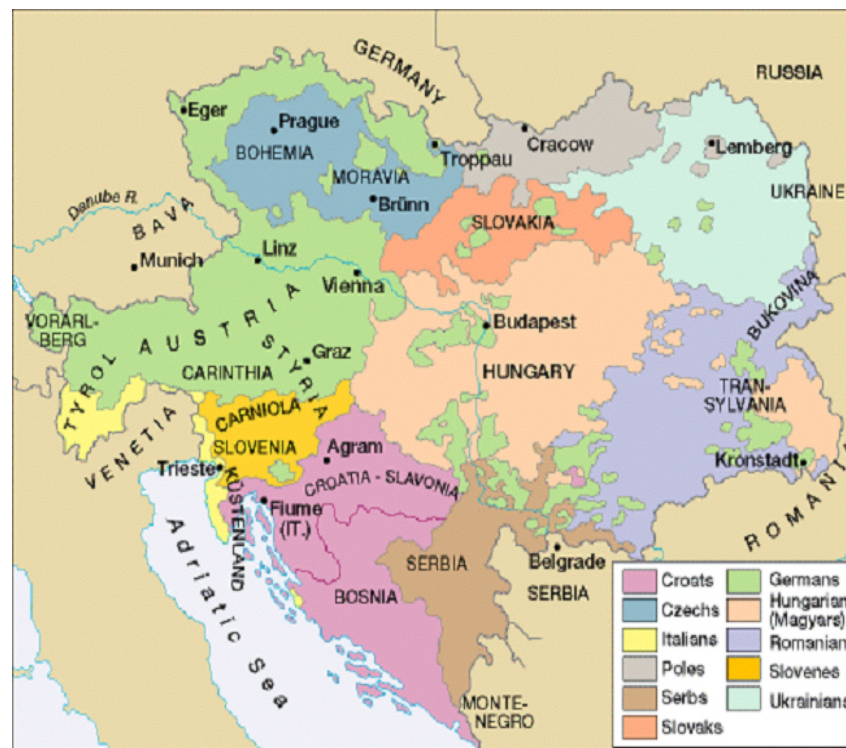 GERMANY
RUSSIA
Eger
Prague
BOHEMIA
Troppau
Cracow
Lemberg
MORAVIA
UKRAINE
Danube R.
Brünn
BAVA
SLOVAKIA
Munich
Linz
Vienna
BUKOVINA
VORARL-
BERG
TYROL
AUSTRIA
STYRIA
Budapest
Graz
CARINTHIA
HUNGARY
TRAN-
SYLVANIA
CARNIOLA
VENETIA
SLOVENIA
Agram
Trieste
Kronstadt
KÜSTENLAND
CROATIA - SLAVONIA
Fiume
(IT.)
ROMANIA
Adriatic Sea
SERBIA
Belgrade
BOSNIA
SERBIA
MONTE-
NEGRO
Croats
Czechs
Italians
Poles
Serbs
Slovaks
Germans
Hungarian
(Magyars)
Romanian
Slovenes
Ukrainians